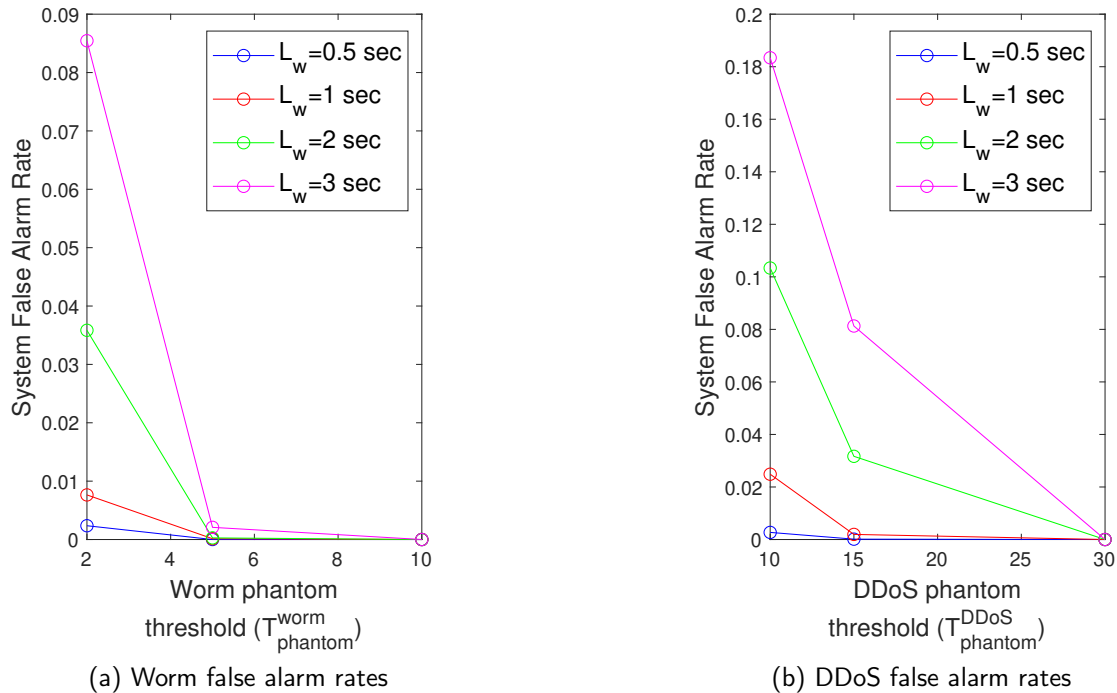 0.09
0.08
0.07
0.06
0.05
0.04
0.03
0.02
0.01
0
System False Alarm Rate
L_w=0.5 sec
L_w=1 sec
L_w=2 sec
L_w=3 sec
2 4 6 8 10
Worm phantom
threshold (T^worm_phantom)
(a) Worm false alarm rates
0.2
0.18
0.16
0.14
0.12
0.1
0.08
0.06
0.04
0.02
0
System False Alarm Rate
L_w=0.5 sec
L_w=1 sec
L_w=2 sec
L_w=3 sec
10 15 20 25 30
DDoS phantom
threshold (T^DDoS_phantom)
(b) DDoS false alarm rates